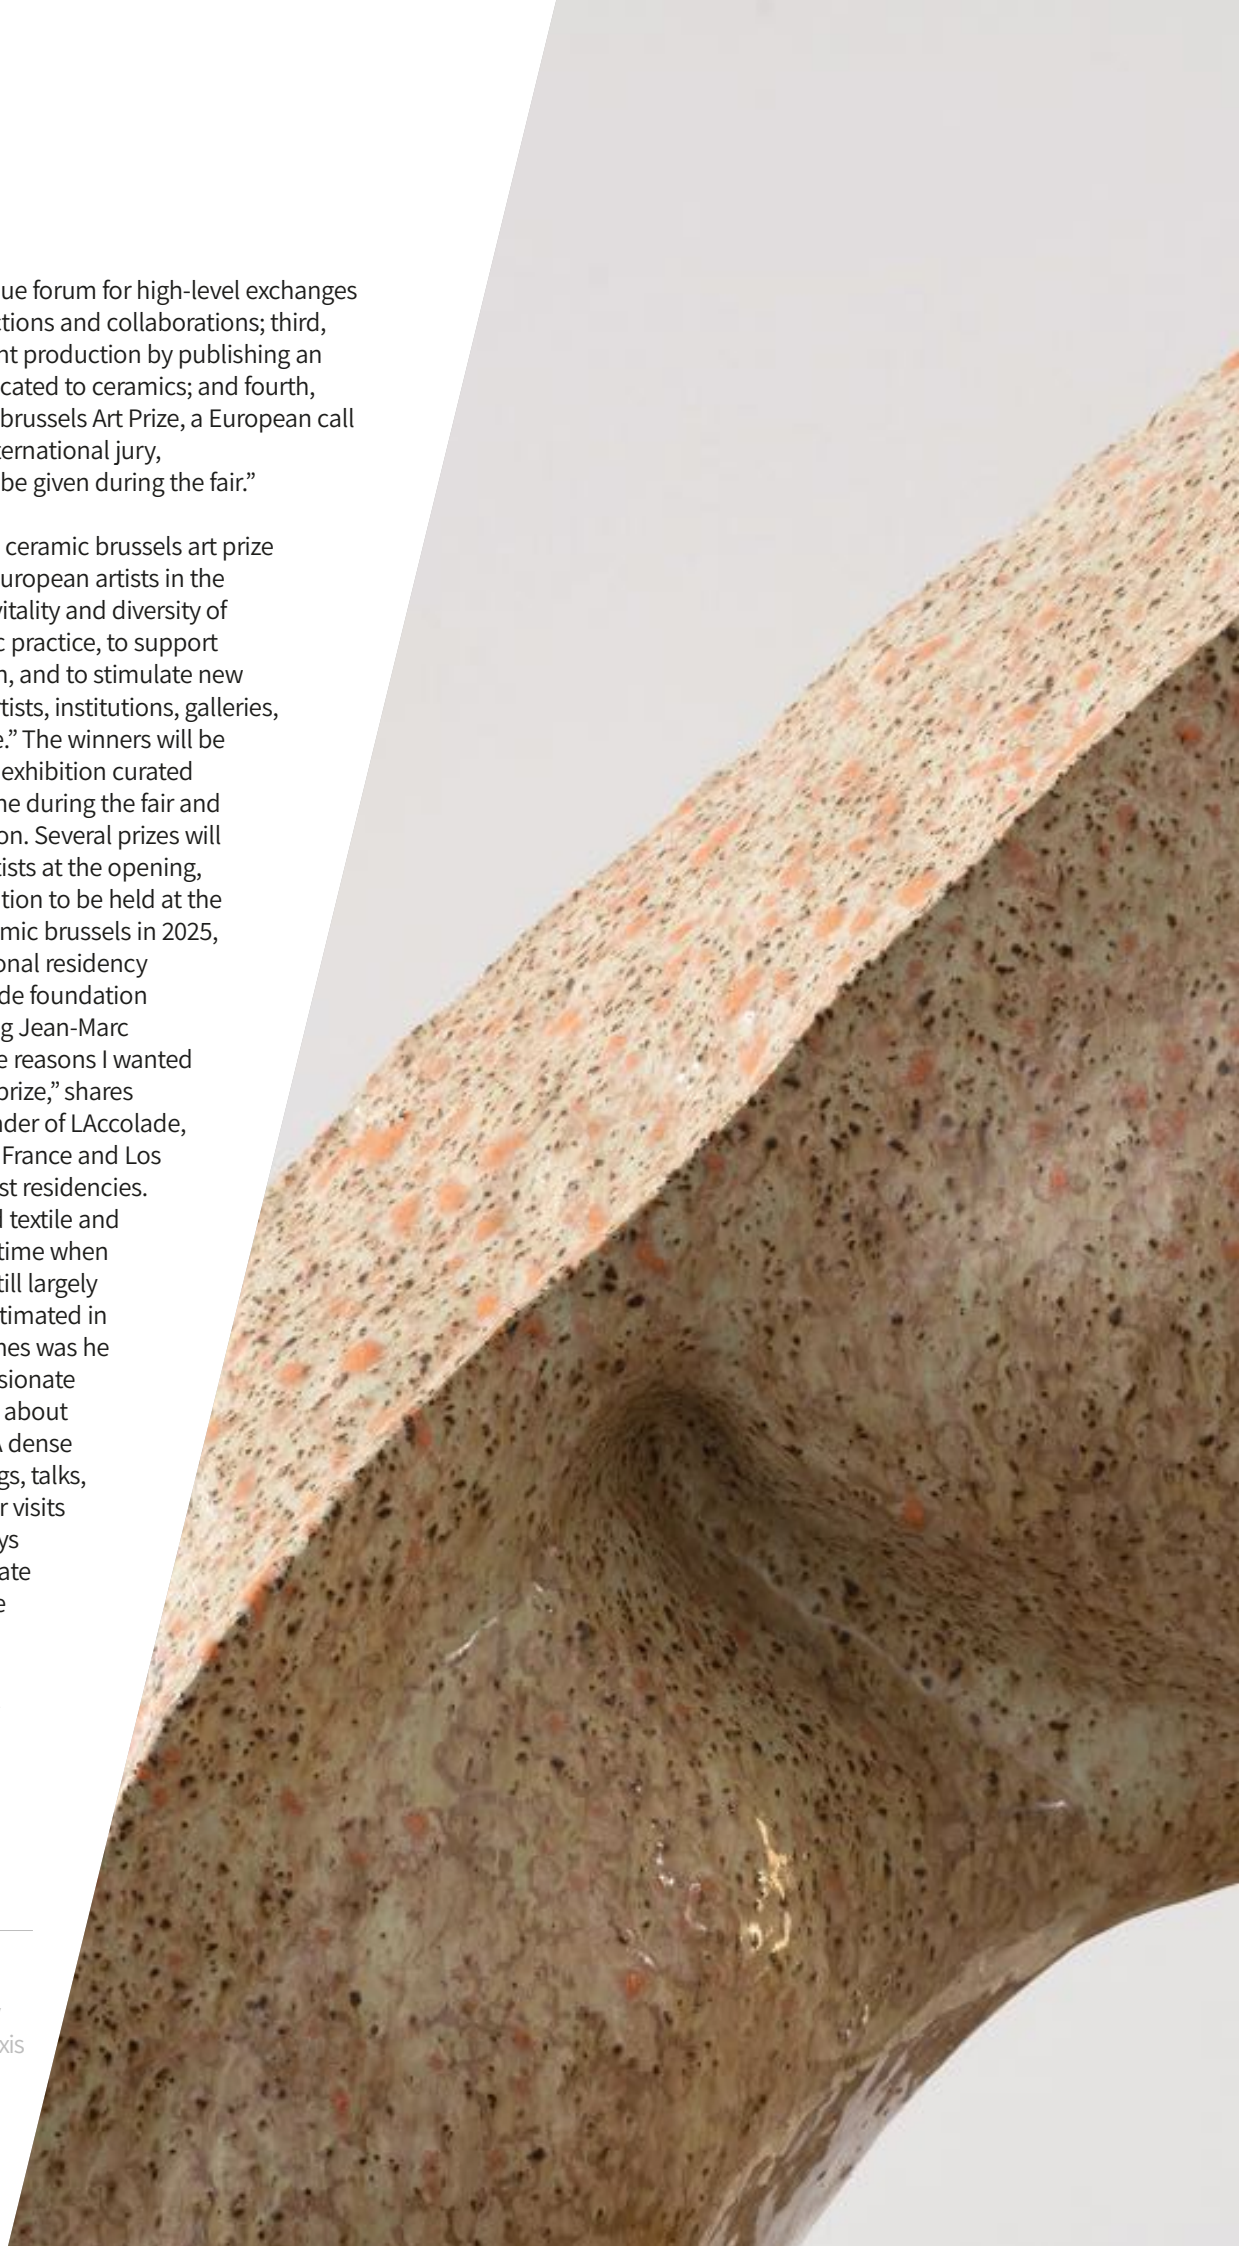 ue forum for high-level exchanges
tions and collaborations; third,
nt production by publishing an
cated to ceramics; and fourth,
brussels Art Prize, a European call
ternational jury,
be given during the fair.”
ceramic brussels art prize
uropean artists in the
vitality and diversity of
c practice, to support
n, and to stimulate new
tists, institutions, galleries,
e.” The winners will be
exhibition curated
ne during the fair and
on. Several prizes will
tists at the opening,
tion to be held at the
mic brussels in 2025,
onal residency
de foundation
g Jean-Marc
e reasons I wanted
prize,” shares
nder of LAccolade,
France and Los
st residencies.
d textile and
time when
till largely
timated in
nes was he
sionate
about
A dense
gs, talks,
r visits
ys
ate
e
xis